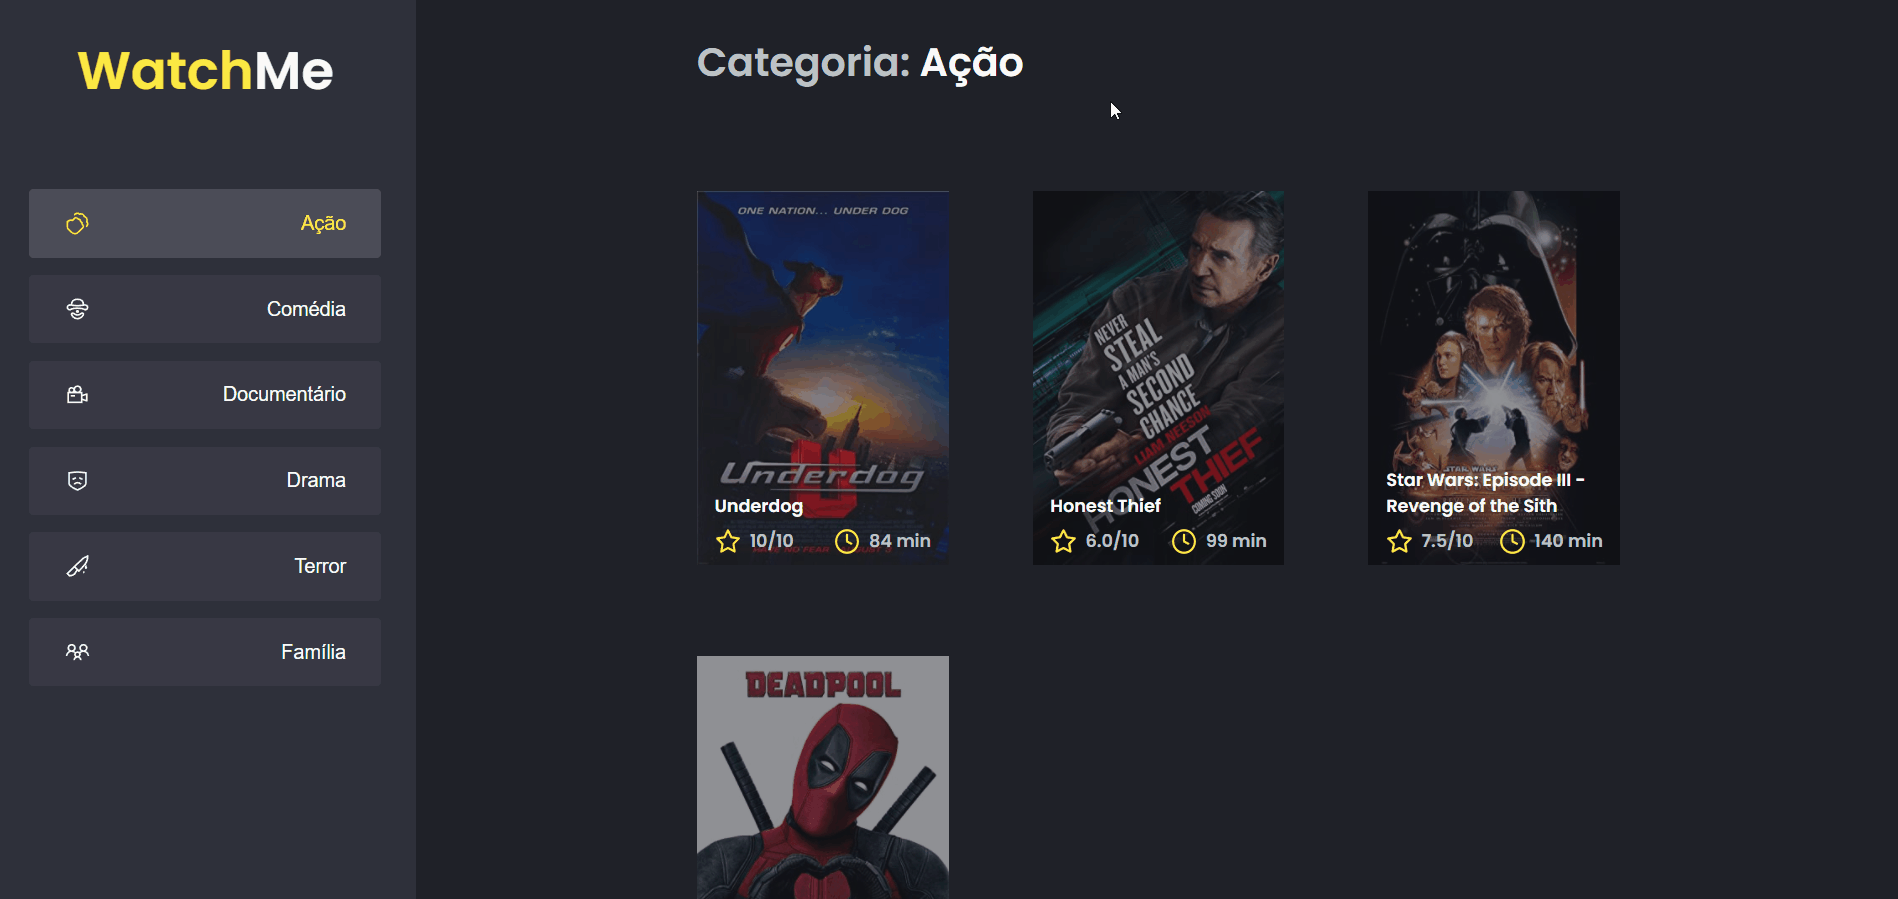 WatchMe
Ação
Comédia
Documentário
Drama
Terror
Família
Categoria: Ação
ONE NATION... UNDER DOG
Underdog
Underdog
10/10 84 min
NEVER
STEAL
A MAN'S
SECOND
CHANCE
LIAM NEESON
HONEST
THIEF
COMING SOON
Honest Thief
6.0/10 99 min
STAR WARS
Star Wars: Episode III -
Revenge of the Sith
7.5/10 140 min
DEADPOOL